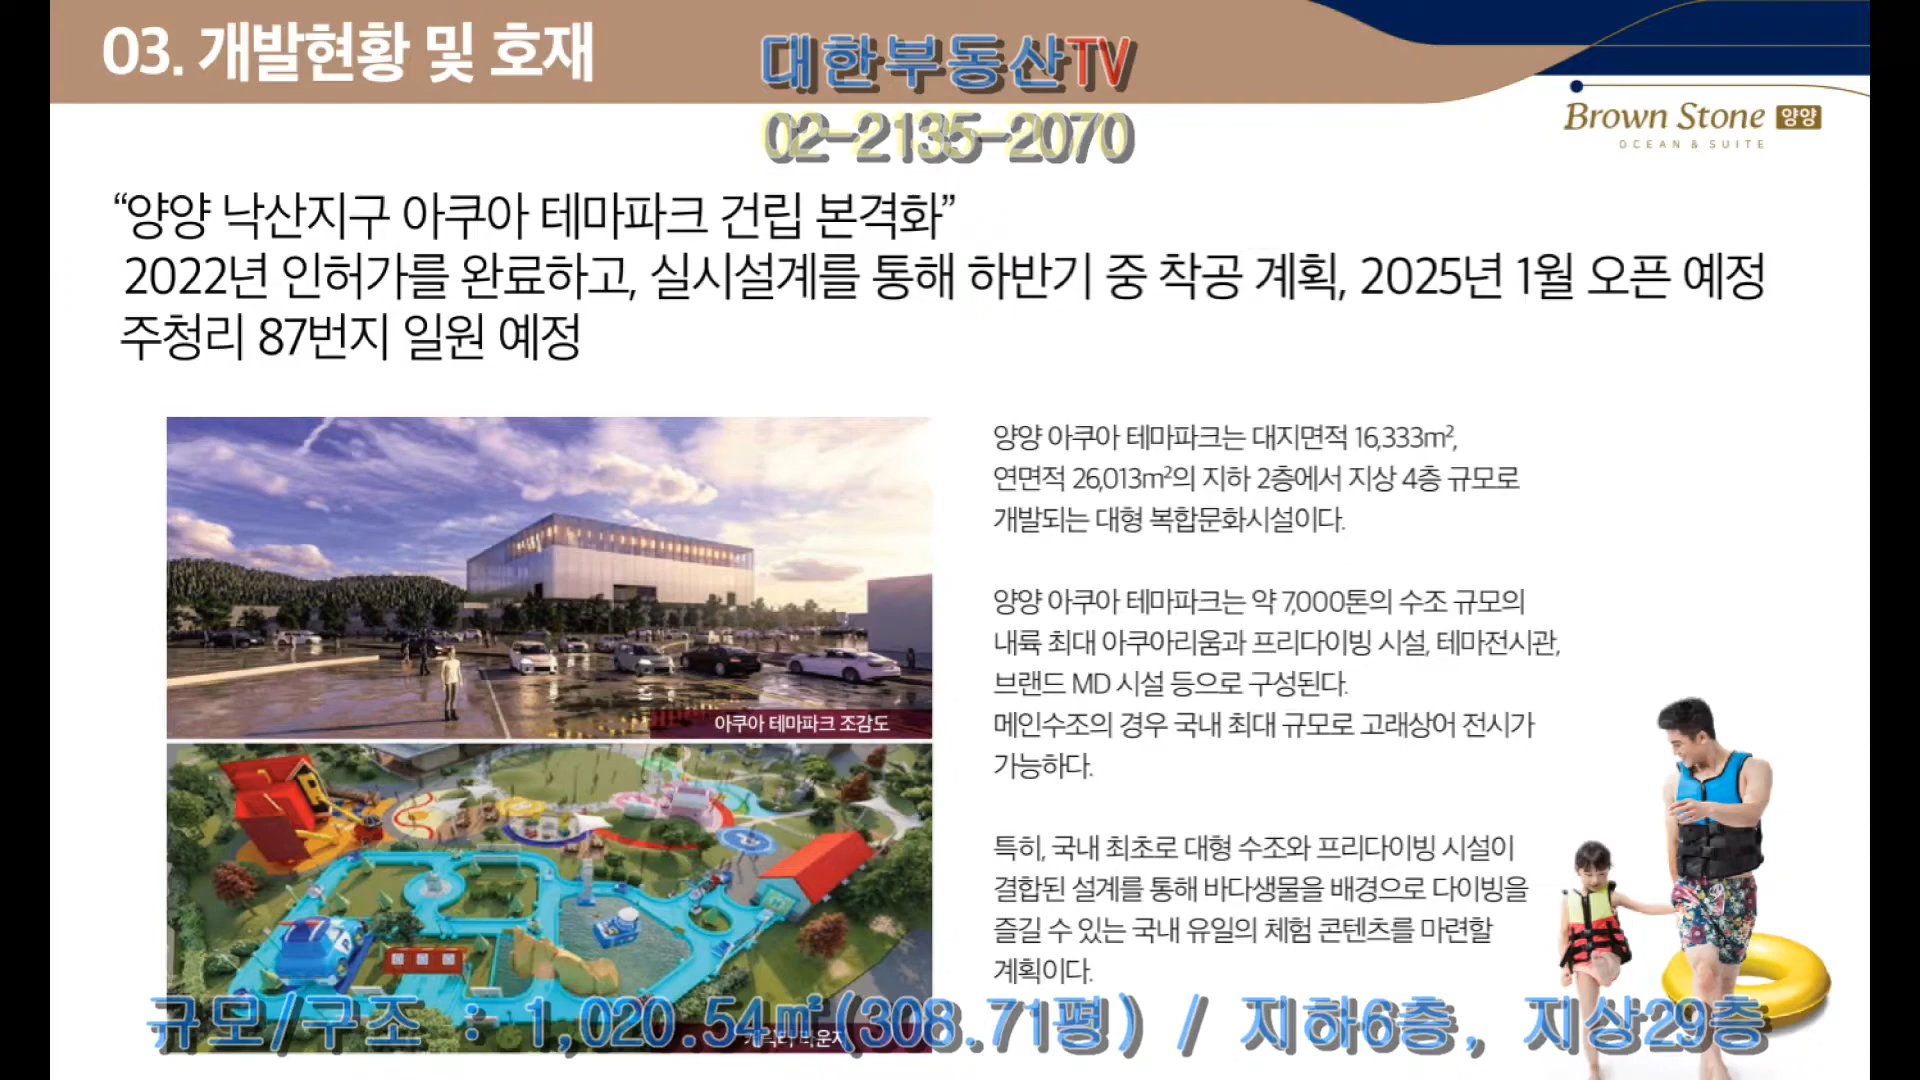 03. 개발현황 및 호재
대한부동산TV
02-2135-2070
Brown Stone 양양
OCEAN & SUITE
“양양 낙산지구 아쿠아 테마파크 건립 본격화”
2022년 인허가를 완료하고, 실시설계를 통해 하반기 중 착공 계획, 2025년 1월 오픈 예정
주청리 87번지 일원 예정
양양 아쿠아 테마파크는 대지면적 16,333m²,
연면적 26,013m²의 지하 2층에서 지상 4층 규모로
개발되는 대형 복합문화시설이다.
양양 아쿠아 테마파크는 약 7,000톤의 수조 규모의
내륙 최대 아쿠아리움과 프리다이빙 시설, 테마전시관,
브랜드 MD 시설 등으로 구성된다.
메인수조의 경우 국내 최대 규모로 고래상어 전시가
가능하다.
특히, 국내 최초로 대형 수조와 프리다이빙 시설이
결합된 설계를 통해 바다생물을 배경으로 다이빙을
즐길 수 있는 국내 유일의 체험 콘텐츠를 마련할
계획이다.
아쿠아 테마파크 조감도
규모/구조 : 1,020.54㎡(308.71평) / 지하6층, 지상29층